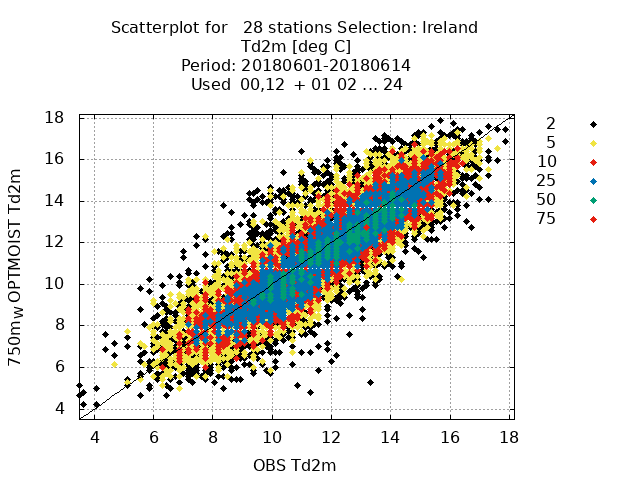 Scatterplot for   28 stations Selection: Ireland
Td2m [deg C]
Period: 20180601-20180614
Used  00,12  + 01 02 ... 24
18
16
14
12
10
8
6
4
4 6 8 10 12 14 16 18
750mw OPTMOIST Td2m
OBS Td2m
2
5
10
25
50
75